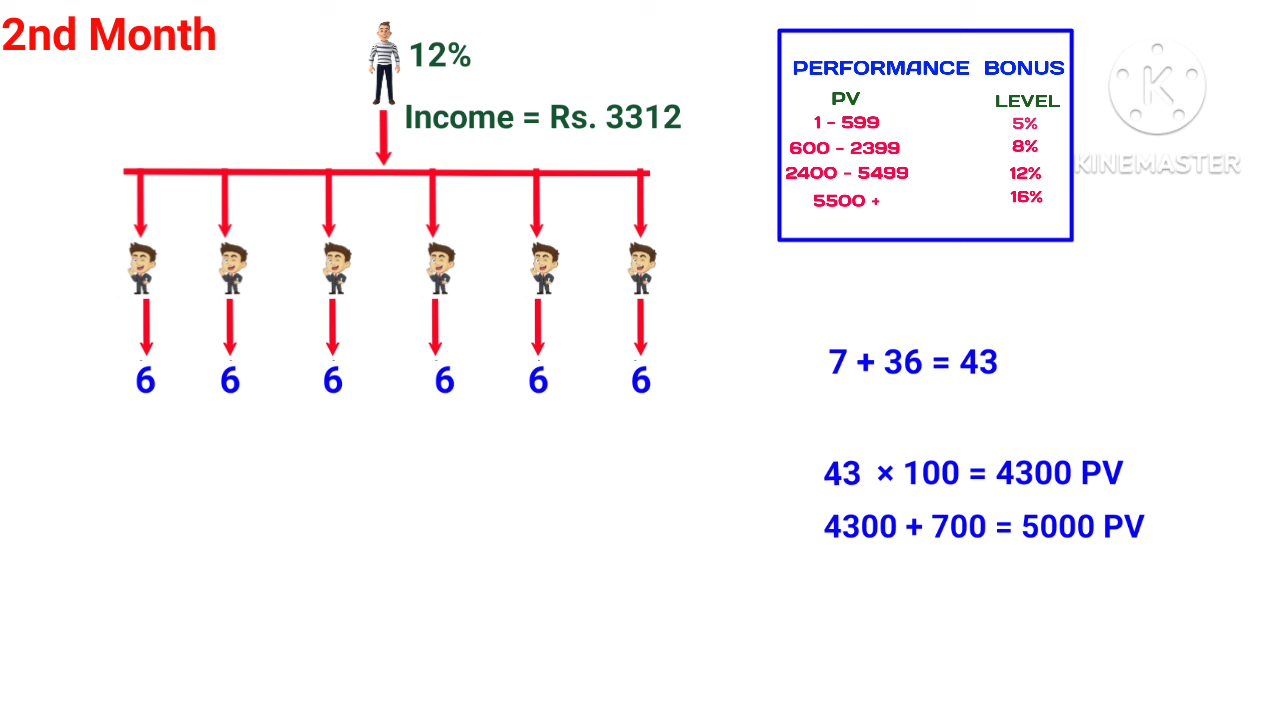 2nd Month
12%
Income = Rs. 3312
6 6 6 6 6 6
PERFORMANCE BONUS
PV LEVEL
1 - 599 5%
600 - 2399 8%
2400 - 5499 12%
5500 + 16%
K
KINEMASTER
7 + 36 = 43
43 × 100 = 4300 PV
4300 + 700 = 5000 PV